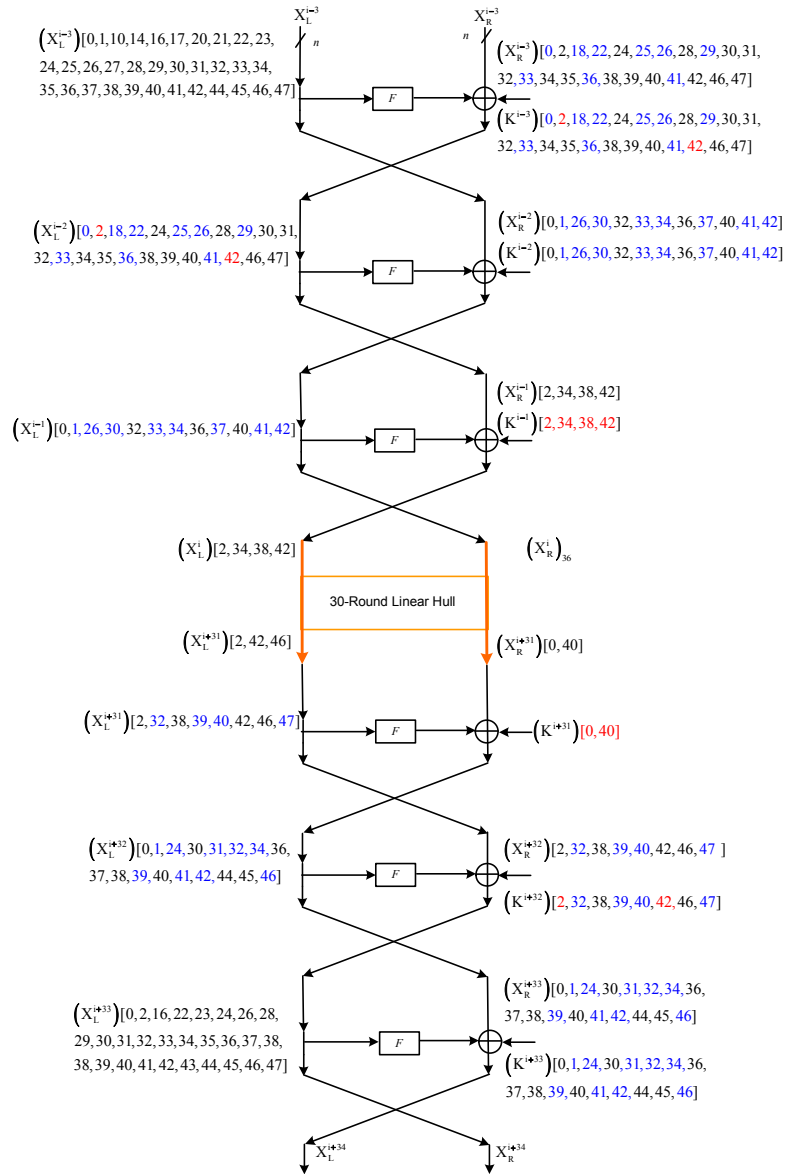 X_L^{i-3} X_R^{i-3}
n n
(X_L^{i-3})[0,1,10,14,16,17,20,21,22,23,
24,25,26,27,28,29,30,31,32,33,34,
35,36,37,38,39,40,41,42,44,45,46,47]
F
(X_R^{i-3})[0,2,18,22,24,25,26,28,29,30,31,
32,33,34,35,36,38,39,40,41,42,46,47]
(K^{i-3})[0,2,18,22,24,25,26,28,29,30,31,
32,33,34,35,36,38,39,40,41,42,46,47]
(X_L^{i-2})[0,2,18,22,24,25,26,28,29,30,31,
32,33,34,35,36,38,39,40,41,42,46,47]
F
(X_R^{i-2})[0,1,26,30,32,33,34,36,37,40,41,42]
(K^{i-2})[0,1,26,30,32,33,34,36,37,40,41,42]
(X_L^{i-1})[0,1,26,30,32,33,34,36,37,40,41,42]
F
(X_R^{i-1})[2,34,38,42]
(K^{i-1})[2,34,38,42]
(X_L^{i})[2,34,38,42]
(X_R^{i})_{36}
30-Round Linear Hull
(X_L^{i+31})[2,42,46]
(X_R^{i+31})[0,40]
(X_L^{i+31})[2,32,38,39,40,42,46,47]
F
(K^{i+31})[0,40]
(X_L^{i+32})[0,1,24,30,31,32,34,36,
37,38,39,40,41,42,44,45,46]
F
(X_R^{i+32})[2,32,38,39,40,42,46,47 ]
(K^{i+32})[2,32,38,39,40,42,46,47]
(X_L^{i+33})[0,2,16,22,23,24,26,28,
29,30,31,32,33,34,35,36,37,38,
38,39,40,41,42,43,44,45,46,47]
F
(X_R^{i+33})[0,1,24,30,31,32,34,36,
37,38,39,40,41,42,44,45,46]
(K^{i+33})[0,1,24,30,31,32,34,36,
37,38,39,40,41,42,44,45,46]
X_L^{i+34} X_R^{i+34}